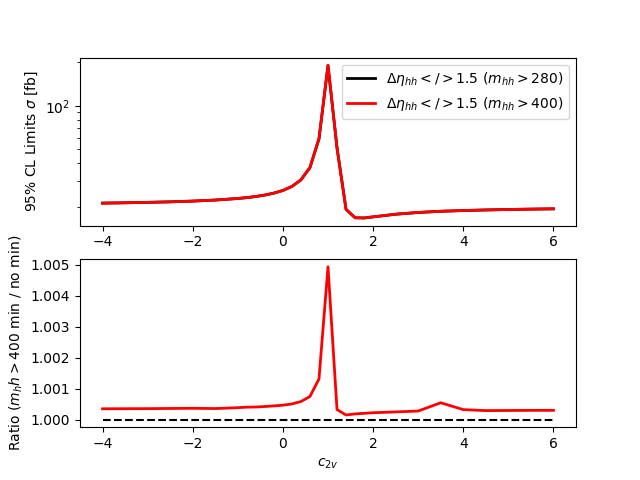 95% CL Limits σ [fb]
10²
Δη_hh < / > 1.5 (m_hh > 280)
Δη_hh < / > 1.5 (m_hh > 400)
−4 −2 0 2 4 6
Ratio (m_hh > 400 min / no min)
1.005
1.004
1.003
1.002
1.001
1.000
−4 −2 0 2 4 6
c_2v